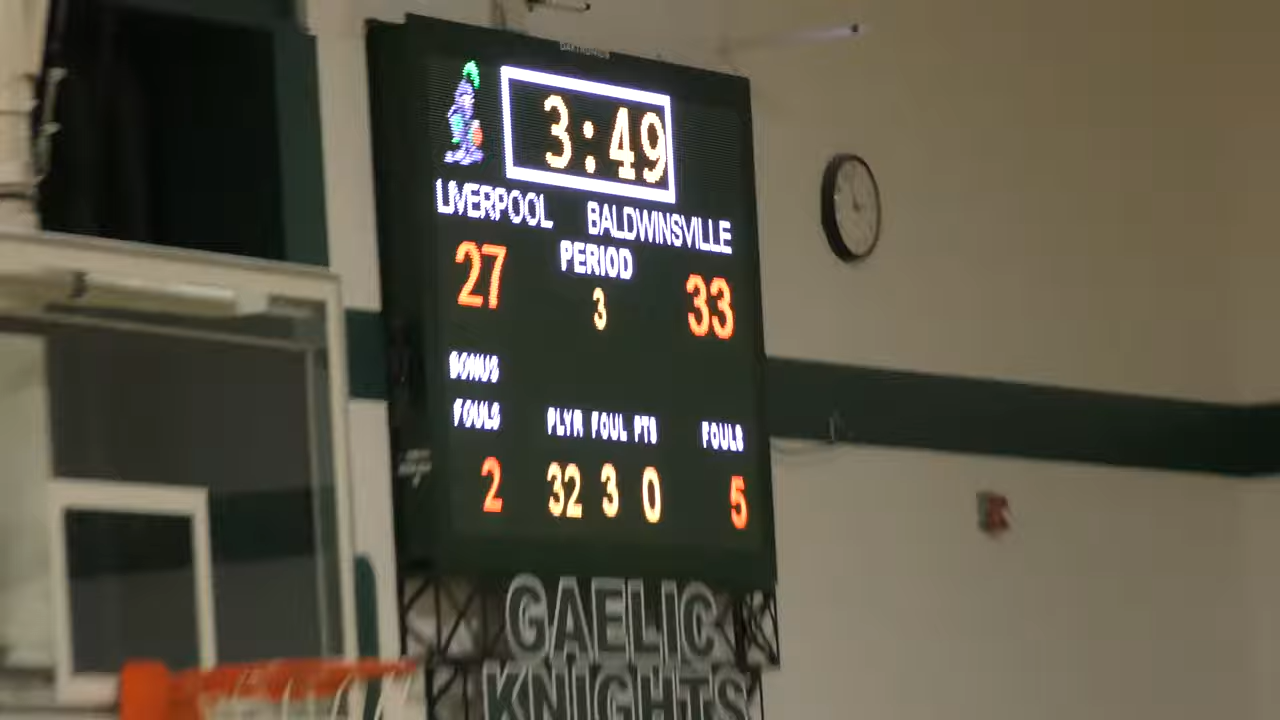 DAKTRONICS
3:49
LIVERPOOL BALDWINSVILLE
27 PERIOD 33
3
BONUS
FOULS PLYR FOUL PTS FOULS
2 32 3 0 5
GAELIC
KNIGHTS